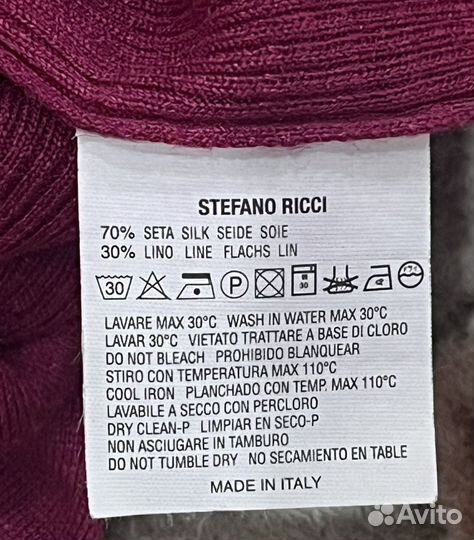 STEFANO RICCI
70% SETA SILK SEIDE SOIE
30% LINO LINE FLACHS LIN
30 P 30
LAVARE MAX 30°C WASH IN WATER MAX 30°C
LAVAR 30°C VIETATO TRATTARE A BASE DI CLORO
DO NOT BLEACH PROHIBIDO BLANQUEAR
STIRO CON TEMPERATURA MAX 110°C
COOL IRON PLANCHADO CON TEMP. MAX 110°C
LAVABILE A SECCO CON PERCLORO
DRY CLEAN-P LIMPIAR EN SECO-P
NON ASCIUGARE IN TAMBURO
DO NOT TUMBLE DRY NO SECAMIENTO EN TABLE
MADE IN ITALY
Avito